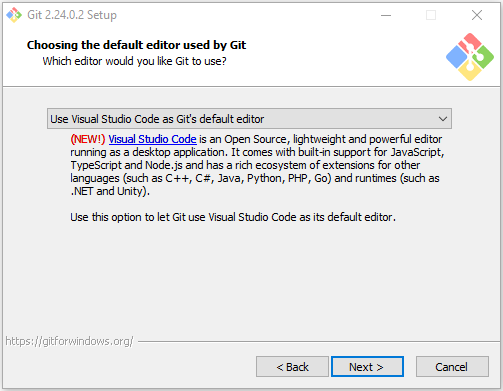 Git 2.24.0.2 Setup
Choosing the default editor used by Git
Which editor would you like Git to use?
Use Visual Studio Code as Git's default editor
(NEW!) Visual Studio Code is an Open Source, lightweight and powerful editor
running as a desktop application. It comes with built-in support for JavaScript,
TypeScript and Node.js and has a rich ecosystem of extensions for other
languages (such as C++, C#, Java, Python, PHP, Go) and runtimes (such as
.NET and Unity).
Use this option to let Git use Visual Studio Code as its default editor.
https://gitforwindows.org/
< Back
Next >
Cancel